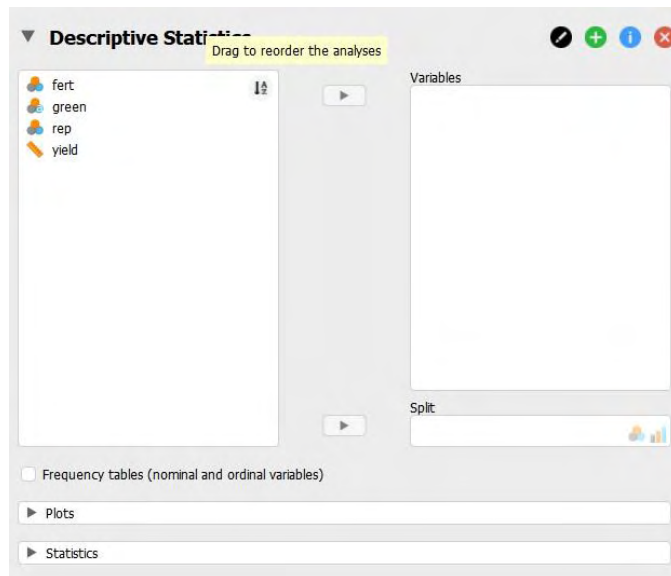 Descriptive Statistics
Drag to reorder the analyses
fert
green
rep
yield
Variables
Split
Frequency tables (nominal and ordinal variables)
Plots
Statistics